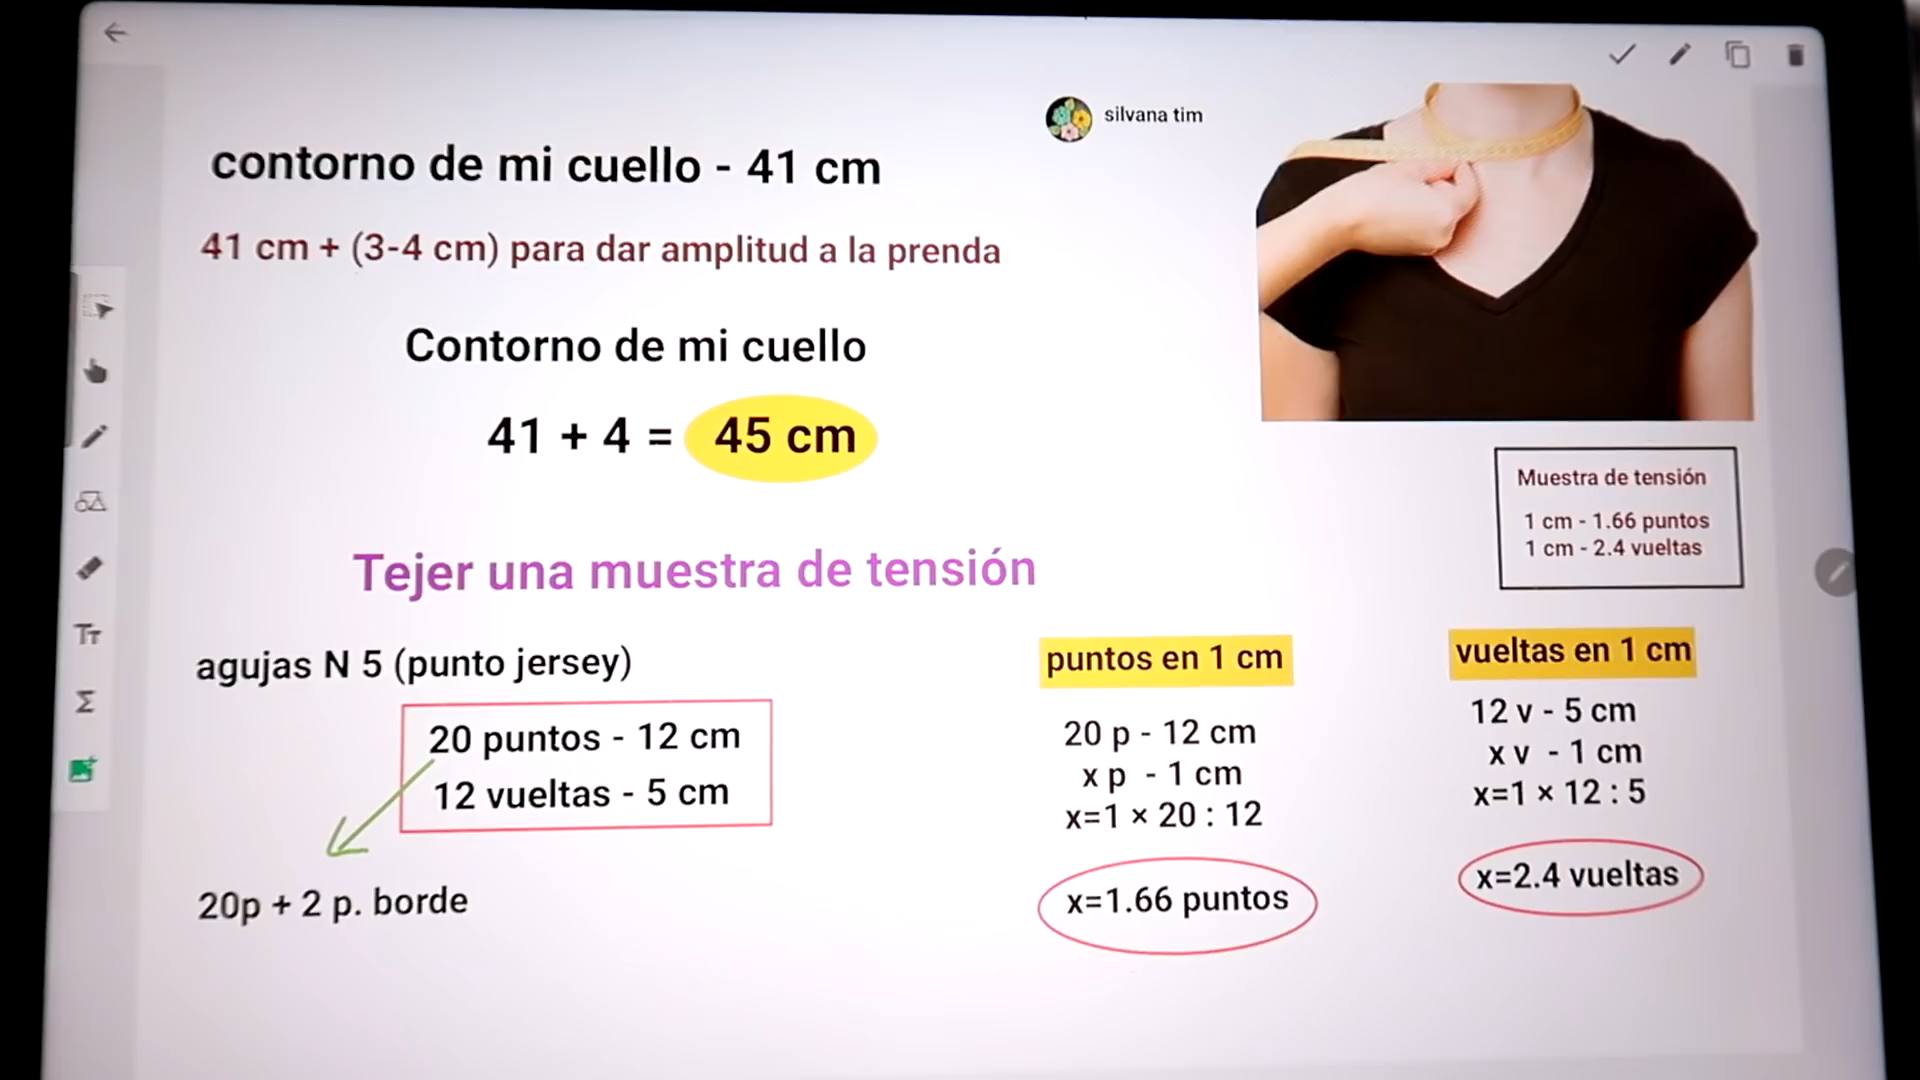 silvana tim
contorno de mi cuello - 41 cm
41 cm + (3-4 cm) para dar amplitud a la prenda
Contorno de mi cuello
41 + 4 = 45 cm
Muestra de tensión
1 cm - 1.66 puntos
1 cm - 2.4 vueltas
Tejer una muestra de tensión
agujas N 5 (punto jersey)
20 puntos - 12 cm
12 vueltas - 5 cm
20p + 2 p. borde
puntos en 1 cm
20 p - 12 cm
x p - 1 cm
x=1 × 20 : 12
x=1.66 puntos
vueltas en 1 cm
12 v - 5 cm
x v - 1 cm
x=1 × 12 : 5
x=2.4 vueltas
Tт
Σ